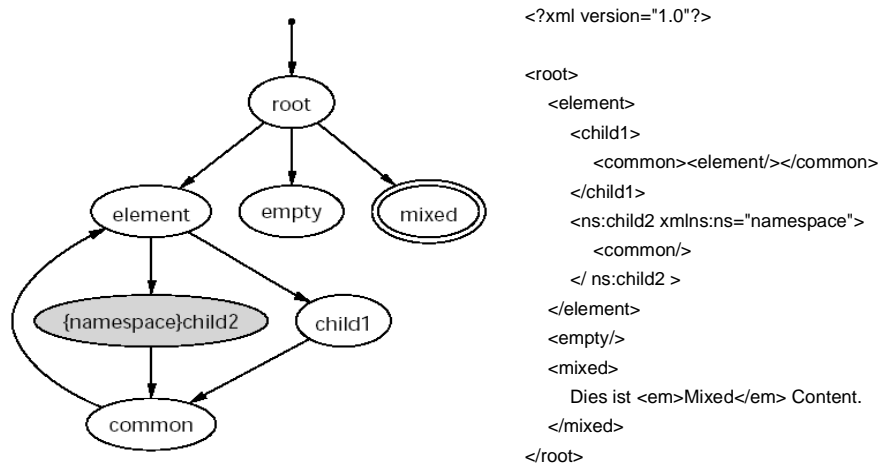 root
element
empty
mixed
{namespace}child2
child1
common
<?xml version="1.0"?>
<root>
<element>
<child1>
<common><element/></common>
</child1>
<ns:child2 xmlns:ns="namespace">
<common/>
</ ns:child2 >
</element>
<empty/>
<mixed>
Dies ist <em>Mixed</em> Content.
</mixed>
</root>